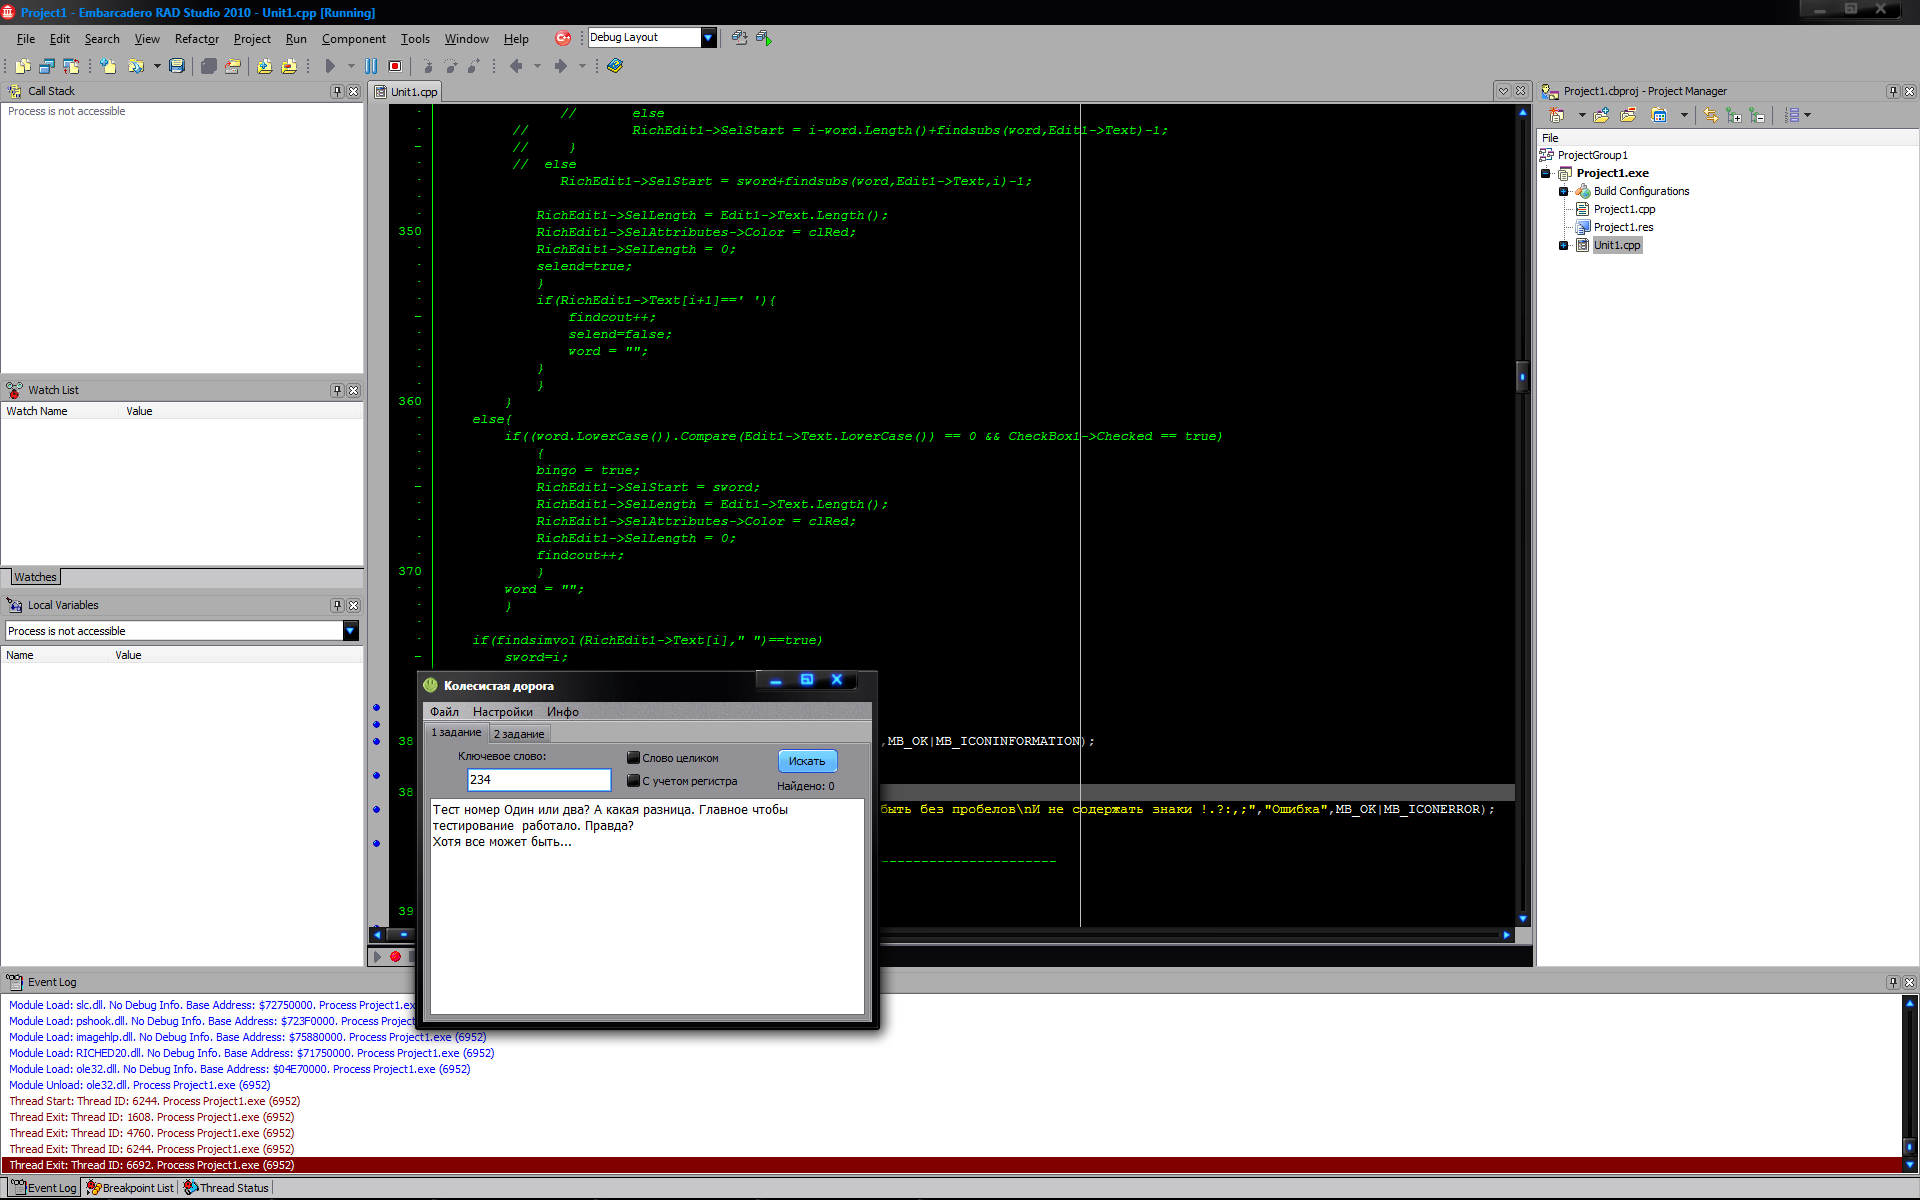 Project1 - Embarcadero RAD Studio 2010 - Unit1.cpp [Running]
File Edit Search View Refactor Project Run Component Tools Window Help
Debug Layout
Call Stack
Process is not accessible
Watch List
Watch Name Value
Watches
Local Variables
Process is not accessible
Name Value
Unit1.cpp
// else
// RichEdit1->SelStart = i-word.Length()+findsubs(word,Edit1->Text)-1;
// }
// else
RichEdit1->SelStart = sword+findsubs(word,Edit1->Text,i)-1;
RichEdit1->SelLength = Edit1->Text.Length();
350 RichEdit1->SelAttributes->Color = clRed;
RichEdit1->SelLength = 0;
selend=true;
}
if(RichEdit1->Text[i+1]==' '){
findcout++;
selend=false;
word = "";
}
}
360 }
else{
if((word.LowerCase()).Compare(Edit1->Text.LowerCase()) == 0 && CheckBox1->Checked == true)
{
bingo = true;
RichEdit1->SelStart = sword;
RichEdit1->SelLength = Edit1->Text.Length();
RichEdit1->SelAttributes->Color = clRed;
RichEdit1->SelLength = 0;
findcout++;
370 }
word = "";
}
if(findsimvol(RichEdit1->Text[i]," ")==true)
sword=i;
38 ,MB_OK|MB_ICONINFORMATION);
38
быть без пробелов\nИ не содержать знаки !.?:,;","Ошибка",MB_OK|MB_ICONERROR);
----------------------
39
Колесистая дорога
Файл Настройки Инфо
1 задание 2 задание
Ключевое слово:
234
Слово целиком
С учетом регистра
Искать
Найдено: 0
Тест номер Один или два? А какая разница. Главное чтобы
тестирование работало. Правда?
Хотя все может быть...
Project1.cbproj - Project Manager
File
ProjectGroup1
Project1.exe
Build Configurations
Project1.cpp
Project1.res
Unit1.cpp
Event Log
Module Load: slc.dll. No Debug Info. Base Address: $72750000. Process Project1.ex
Module Load: pshook.dll. No Debug Info. Base Address: $723F0000. Process Project
Module Load: imagehlp.dll. No Debug Info. Base Address: $75880000. Process Project1.exe (6952)
Module Load: RICHED20.dll. No Debug Info. Base Address: $71750000. Process Project1.exe (6952)
Module Load: ole32.dll. No Debug Info. Base Address: $04E70000. Process Project1.exe (6952)
Module Unload: ole32.dll. Process Project1.exe (6952)
Thread Start: Thread ID: 6244. Process Project1.exe (6952)
Thread Exit: Thread ID: 1608. Process Project1.exe (6952)
Thread Exit: Thread ID: 4760. Process Project1.exe (6952)
Thread Exit: Thread ID: 6244. Process Project1.exe (6952)
Thread Exit: Thread ID: 6692. Process Project1.exe (6952)
Event Log Breakpoint List Thread Status